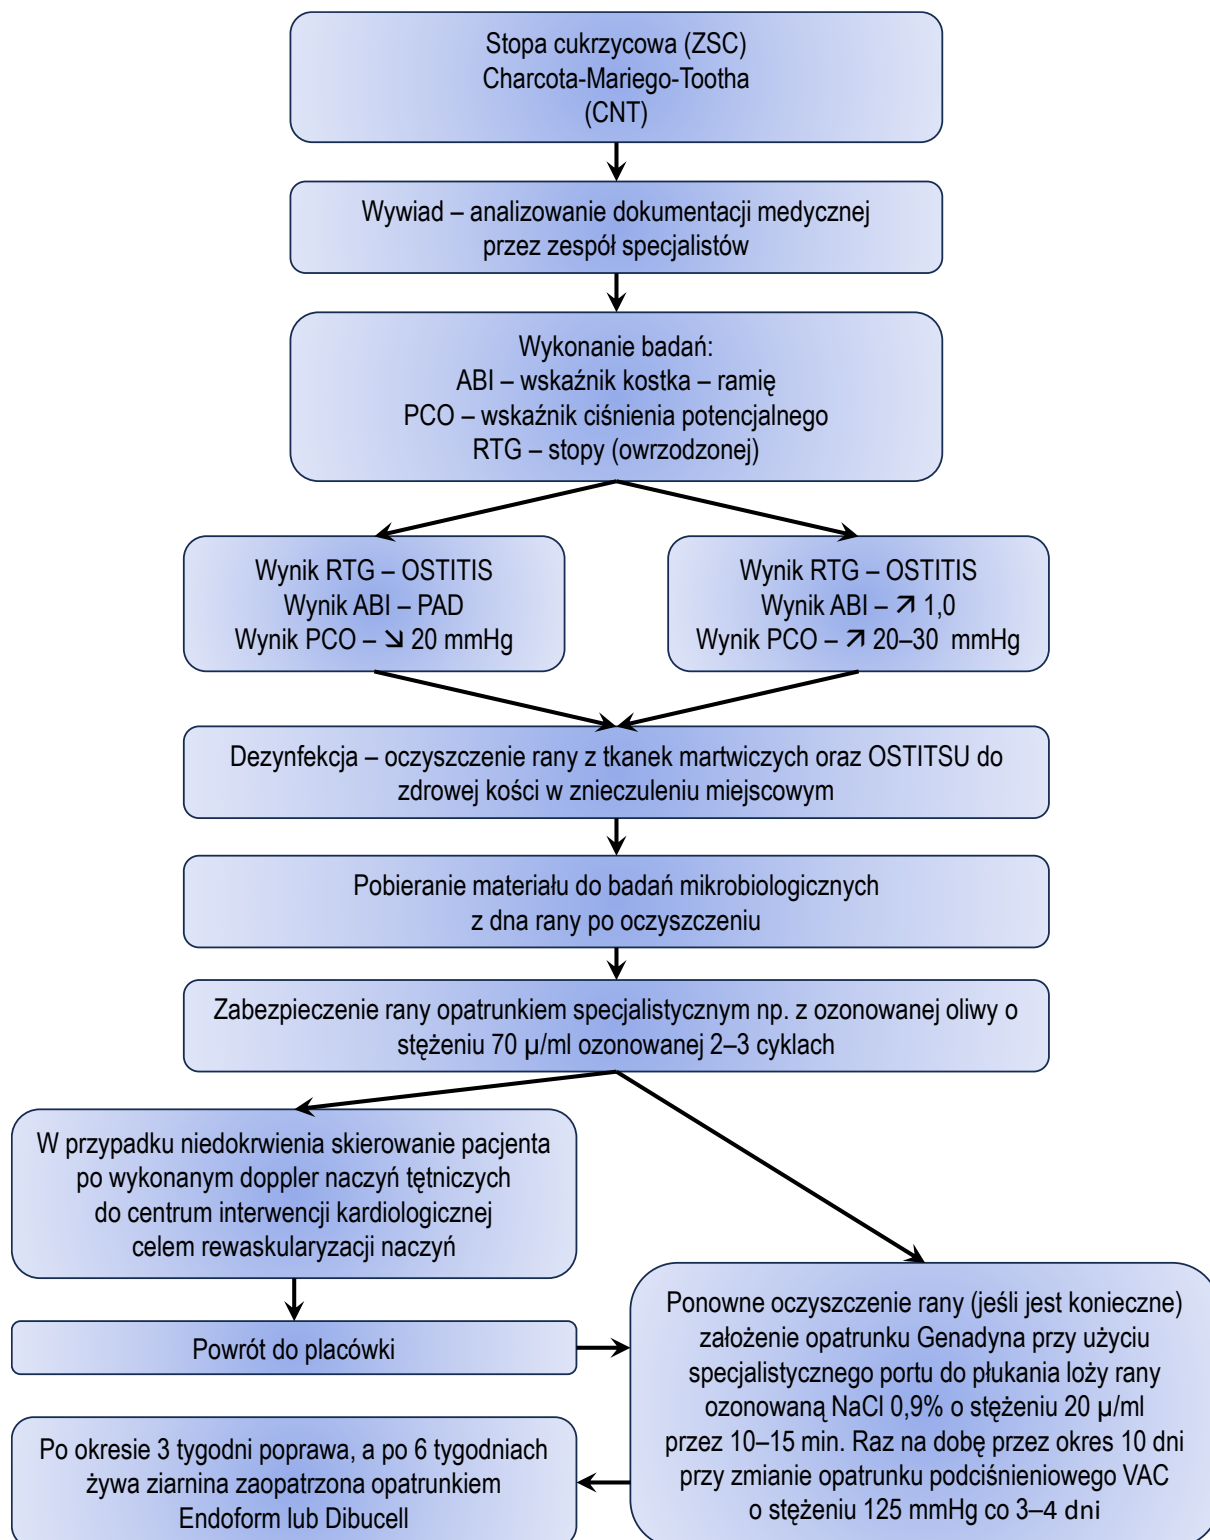 Stopa cukrzycowa (ZSC)
Charcota-Mariego-Tootha
(CNT)
Wywiad – analizowanie dokumentacji medycznej
przez zespół specjalistów
Wykonanie badań:
ABI – wskaźnik kostka – ramię
PCO – wskaźnik ciśnienia potencjalnego
RTG – stopy (owrzodzonej)
Wynik RTG – OSTITIS
Wynik ABI – PAD
Wynik PCO – ↘ 20 mmHg
Wynik RTG – OSTITIS
Wynik ABI – ↗ 1,0
Wynik PCO – ↗ 20–30 mmHg
Dezynfekcja – oczyszczenie rany z tkanek martwiczych oraz OSTITSU do
zdrowej kości w znieczuleniu miejscowym
Pobieranie materiału do badań mikrobiologicznych
z dna rany po oczyszczeniu
Zabezpieczenie rany opatrunkiem specjalistycznym np. z ozonowanej oliwy o
stężeniu 70 µ/ml ozonowanej 2–3 cyklach
W przypadku niedokrwienia skierowanie pacjenta
po wykonanym doppler naczyń tętniczych
do centrum interwencji kardiologicznej
celem rewaskularyzacji naczyń
Powrót do placówki
Ponowne oczyszczenie rany (jeśli jest konieczne)
założenie opatrunku Genadyna przy użyciu
specjalistycznego portu do płukania loży rany
ozonowaną NaCl 0,9% o stężeniu 20 µ/ml
przez 10–15 min. Raz na dobę przez okres 10 dni
przy zmianie opatrunku podciśnieniowego VAC
o stężeniu 125 mmHg co 3–4 dni
Po okresie 3 tygodni poprawa, a po 6 tygodniach
żywa ziarnina zaopatrzona opatrunkiem
Endoform lub Dibucell